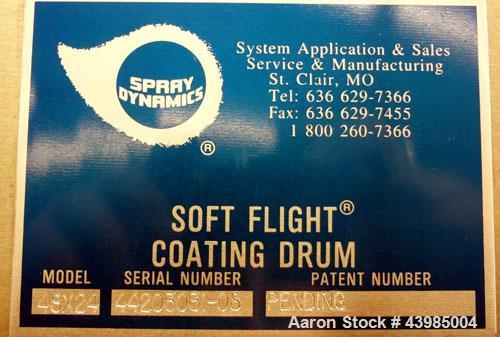 SPRAY
DYNAMICS
®
System Application & Sales
Service & Manufacturing
St. Clair, MO
Tel: 636 629-7366
Fax: 636 629-7455
1 800 260-7366
SOFT FLIGHT®
COATING DRUM
MODEL SERIAL NUMBER PATENT NUMBER
48X24 44203051-08 PENDING
Aaron Stock # 43985004